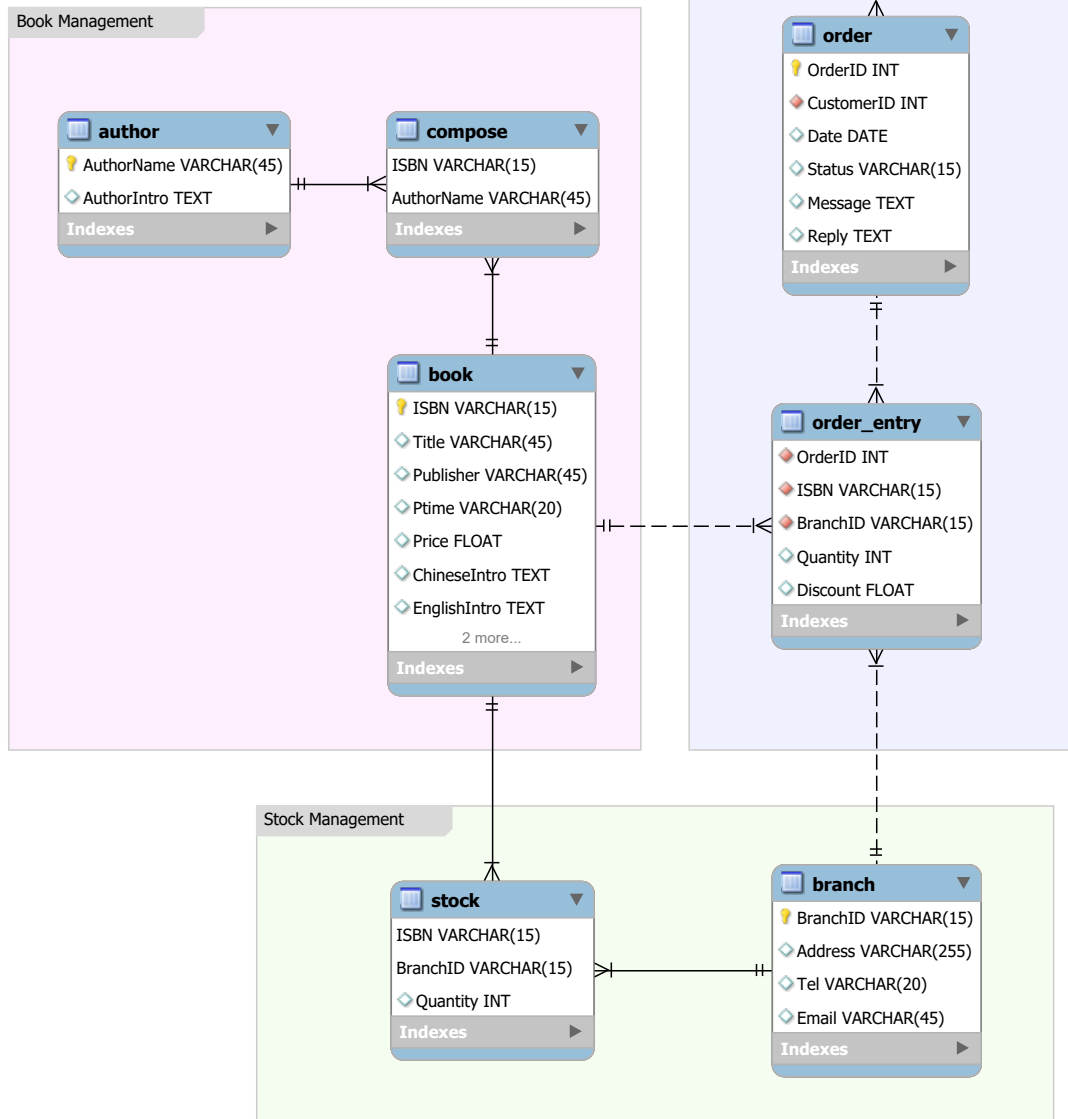 Book Management
author
AuthorName VARCHAR(45)
AuthorIntro TEXT
Indexes
compose
ISBN VARCHAR(15)
AuthorName VARCHAR(45)
Indexes
book
ISBN VARCHAR(15)
Title VARCHAR(45)
Publisher VARCHAR(45)
Ptime VARCHAR(20)
Price FLOAT
ChineseIntro TEXT
EnglishIntro TEXT
2 more...
Indexes
order
OrderID INT
CustomerID INT
Date DATE
Status VARCHAR(15)
Message TEXT
Reply TEXT
Indexes
order_entry
OrderID INT
ISBN VARCHAR(15)
BranchID VARCHAR(15)
Quantity INT
Discount FLOAT
Indexes
Stock Management
stock
ISBN VARCHAR(15)
BranchID VARCHAR(15)
Quantity INT
Indexes
branch
BranchID VARCHAR(15)
Address VARCHAR(255)
Tel VARCHAR(20)
Email VARCHAR(45)
Indexes